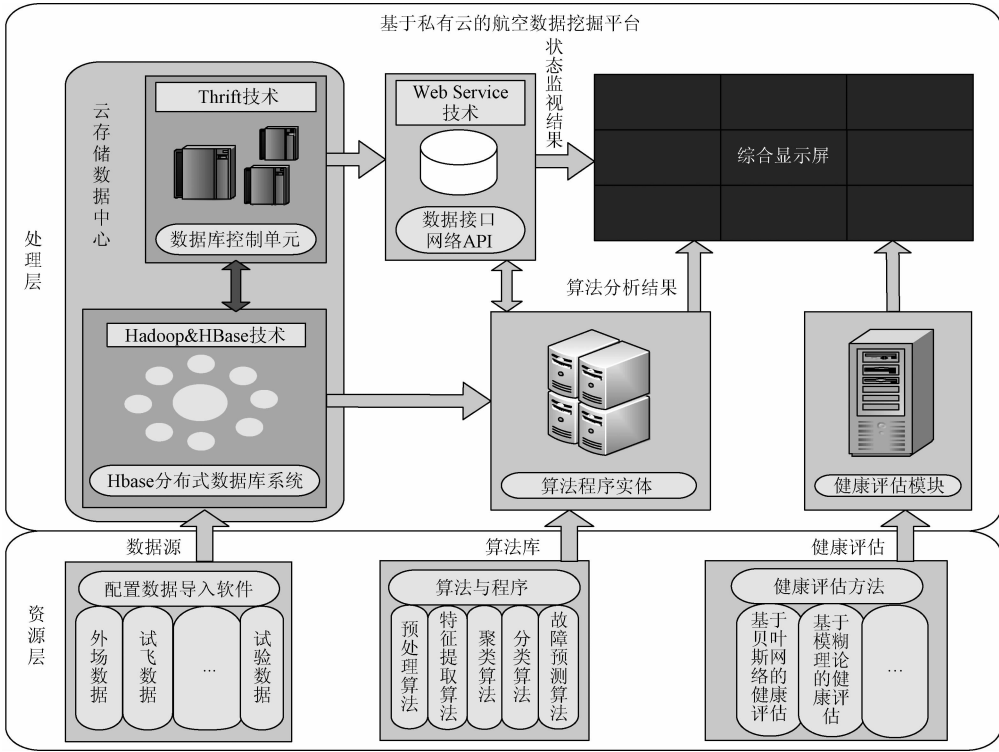 基于私有云的航空数据挖掘平台
处理层
云存储数据中心
Thrift技术
数据库控制单元
Web Service
技术
数据接口
网络API
状态监视结果
综合显示屏
Hadoop&HBase技术
Hbase分布式数据库系统
算法分析结果
算法程序实体
健康评估模块
资源层
数据源
配置数据导入软件
外场数据
试飞数据
…
试验数据
算法库
算法与程序
预处理算法
特征提取算法
聚类算法
分类算法
故障预测算法
健康评估
健康评估方法
基于
贝叶
斯网
络的
健康
评估
基于
模糊
理论
的健
康评
估
…